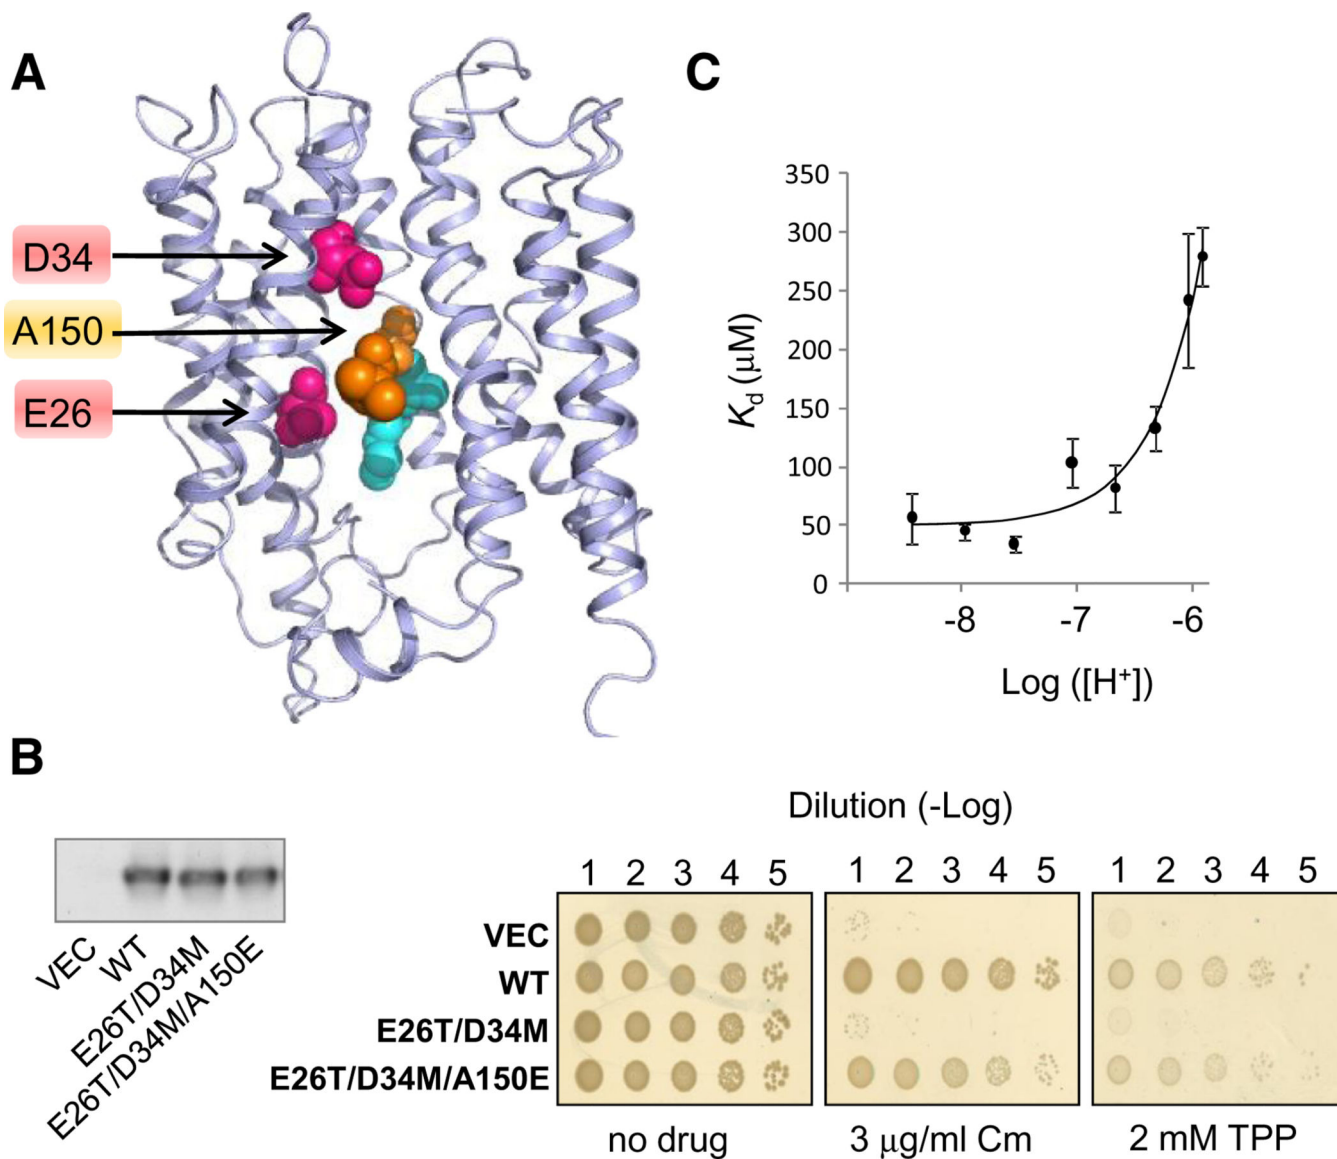 A
D34
A150
E26
C
350
300
250
200
150
100
50
0
Kd (μM)
-8
-7
-6
Log ([H⁺])
B
VEC
WT
E26T/D34M
E26T/D34M/A150E
Dilution (-Log)
1 2 3 4 5
1 2 3 4 5
1 2 3 4 5
VEC
WT
E26T/D34M
E26T/D34M/A150E
no drug
3 μg/ml Cm
2 mM TPP